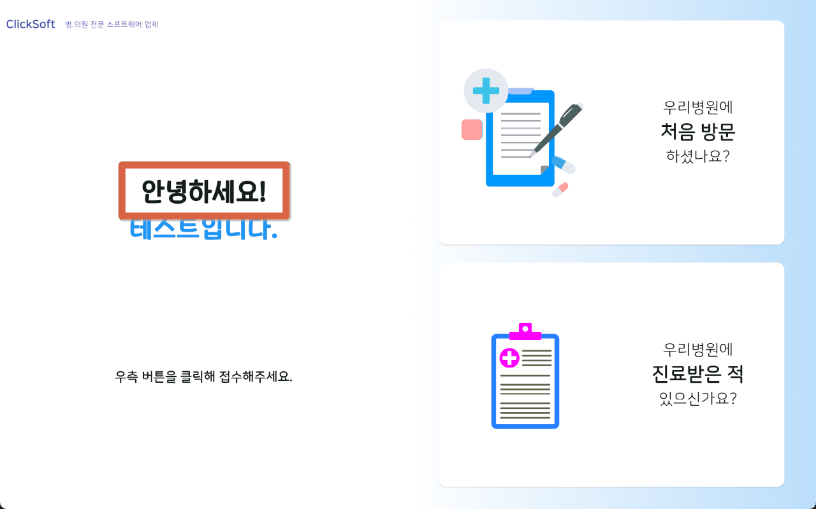 ClickSoft 병.의원 전문 소프트웨어 업체
안녕하세요!
테스트입니다.
우측 버튼을 클릭해 접수해주세요.
우리병원에
처음 방문
하셨나요?
우리병원에
진료받은 적
있으신가요?